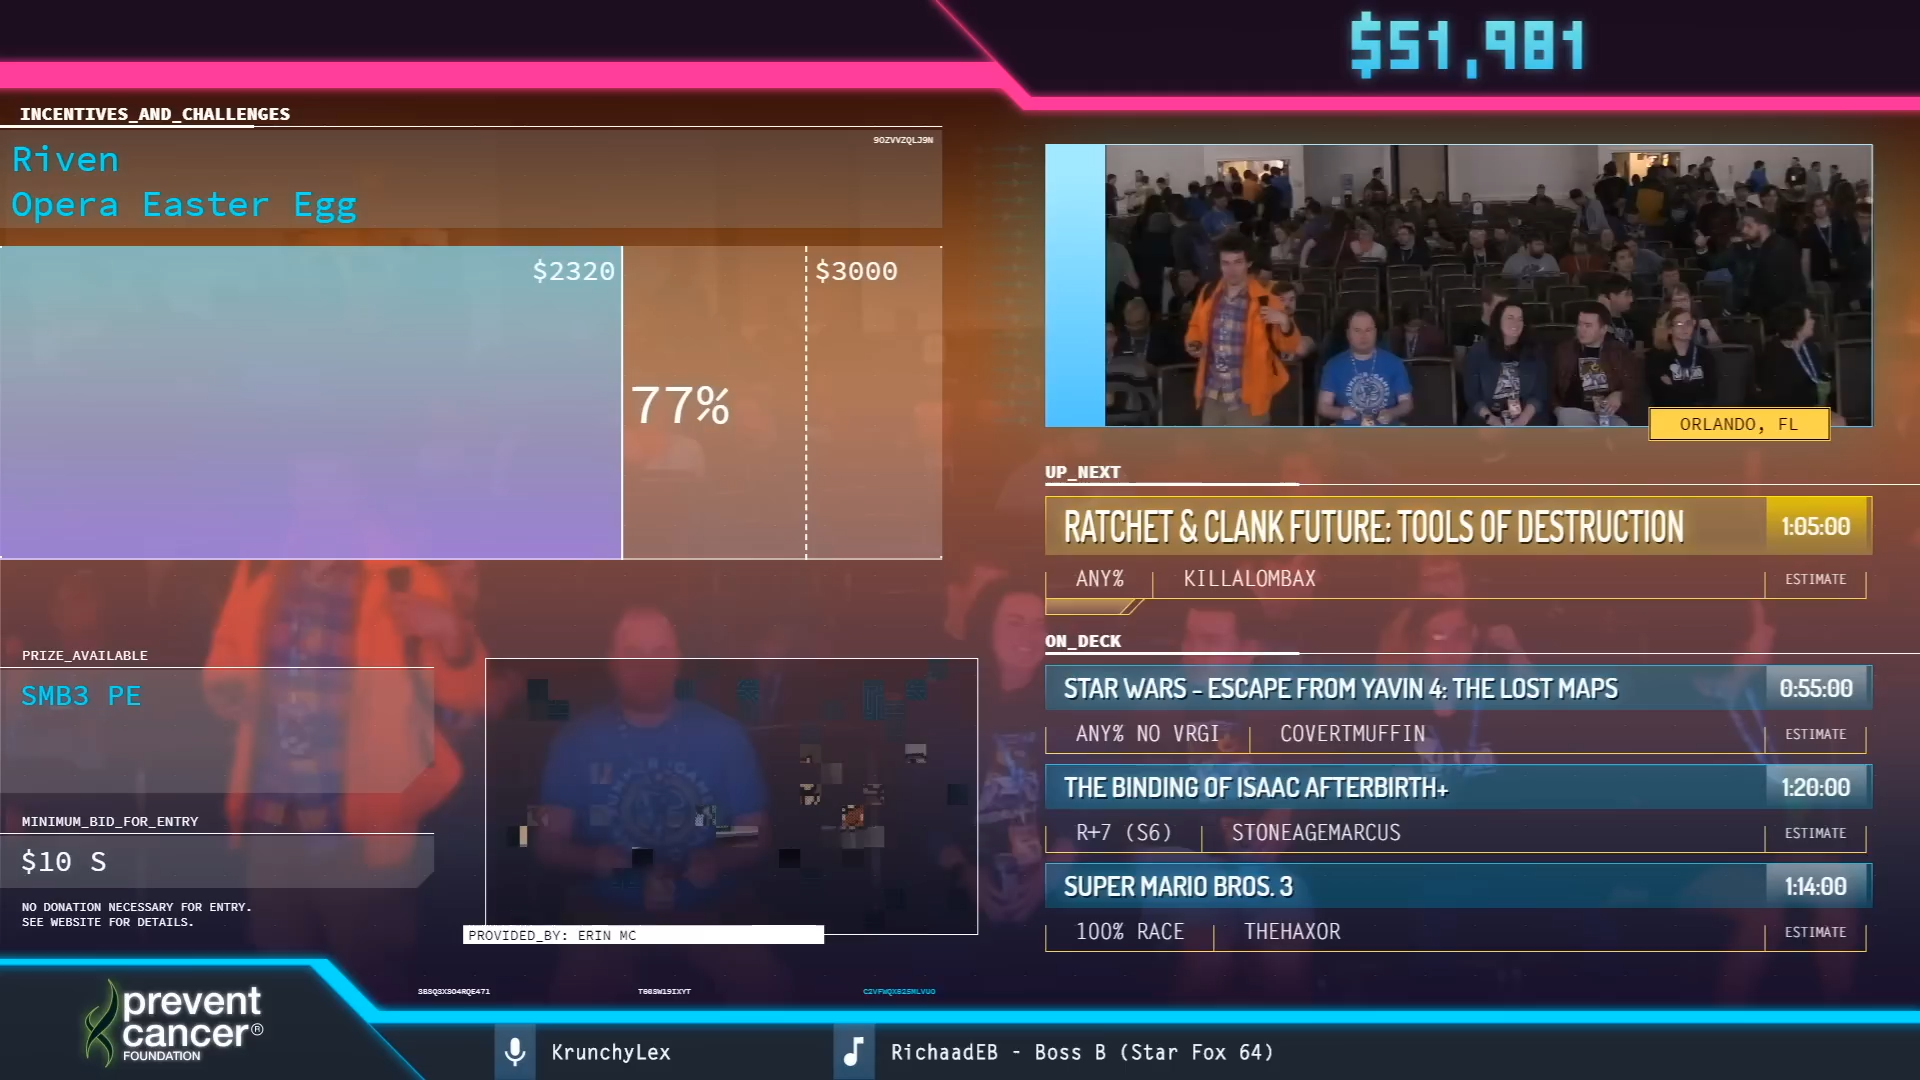 $51,981
INCENTIVES_AND_CHALLENGES
9OZVVZQLJ9N
Riven
Opera Easter Egg
$2320
$3000
77%
ORLANDO, FL
UP_NEXT
RATCHET & CLANK FUTURE: TOOLS OF DESTRUCTION
1:05:00
ANY%
KILLALOMBAX
ESTIMATE
ON_DECK
STAR WARS - ESCAPE FROM YAVIN 4: THE LOST MAPS
0:55:00
ANY% NO VRGI
COVERTMUFFIN
ESTIMATE
THE BINDING OF ISAAC AFTERBIRTH+
1:20:00
R+7 (S6)
STONEAGEMARCUS
ESTIMATE
SUPER MARIO BROS. 3
1:14:00
100% RACE
THEHAXOR
ESTIMATE
PRIZE_AVAILABLE
SMB3 PE
MINIMUM_BID_FOR_ENTRY
$10 S
NO DONATION NECESSARY FOR ENTRY.
SEE WEBSITE FOR DETAILS.
PROVIDED_BY: ERIN MC
prevent
cancer®
FOUNDATION
KrunchyLex
RichaadEB - Boss B (Star Fox 64)